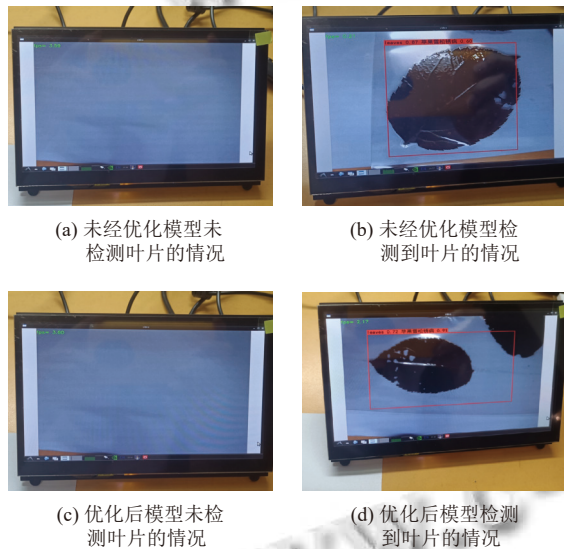 (a) 未经优化模型未
检测叶片的情况
(b) 未经优化模型检
测到叶片的情况
(c) 优化后模型未检
测叶片的情况
(d) 优化后模型检测
到叶片的情况